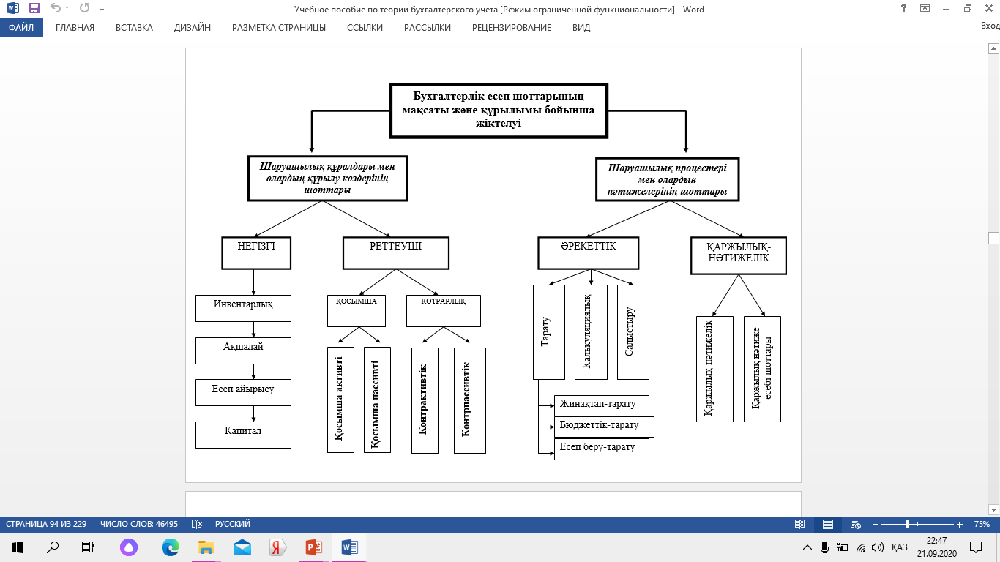 Учебное пособие по теории бухгалтерского учета [Режим ограниченной функциональности] - Word
ФАЙЛ ГЛАВНАЯ ВСТАВКА ДИЗАЙН РАЗМЕТКА СТРАНИЦЫ ССЫЛКИ РАССЫЛКИ РЕЦЕНЗИРОВАНИЕ ВИД
Вход
Бухгалтерлік есеп шоттарының
мақсаты және құрылымы бойынша
жіктелуі
Шаруашылық құралдары мен
олардың құрылу көздерінің
шоттары
Шаруашылық процестері
мен олардың
нәтижелерінің шоттары
НЕГІЗГІ
РЕТТЕУШІ
ӘРЕКЕТТІК
ҚАРЖЫЛЫҚ-
НӘТИЖЕЛІК
Инвентарлық
Ақшалай
Есеп айырысу
Капитал
ҚОСЫМША
КОТРАРЛЫҚ
Қосымша активті
Қосымша пассивті
Контрактивтік
Контрпассивтік
Тарату
Калькуляциялық
Салыстыру
Жинақтап-тарату
Бюджеттік-тарату
Есеп беру-тарату
Қаржылық-нәтижелік
Қаржылық нәтиже
есебі шоттары
СТРАНИЦА 94 ИЗ 229 ЧИСЛО СЛОВ: 46495 РУССКИЙ
75%
ҚАЗ
22:47
21.09.2020